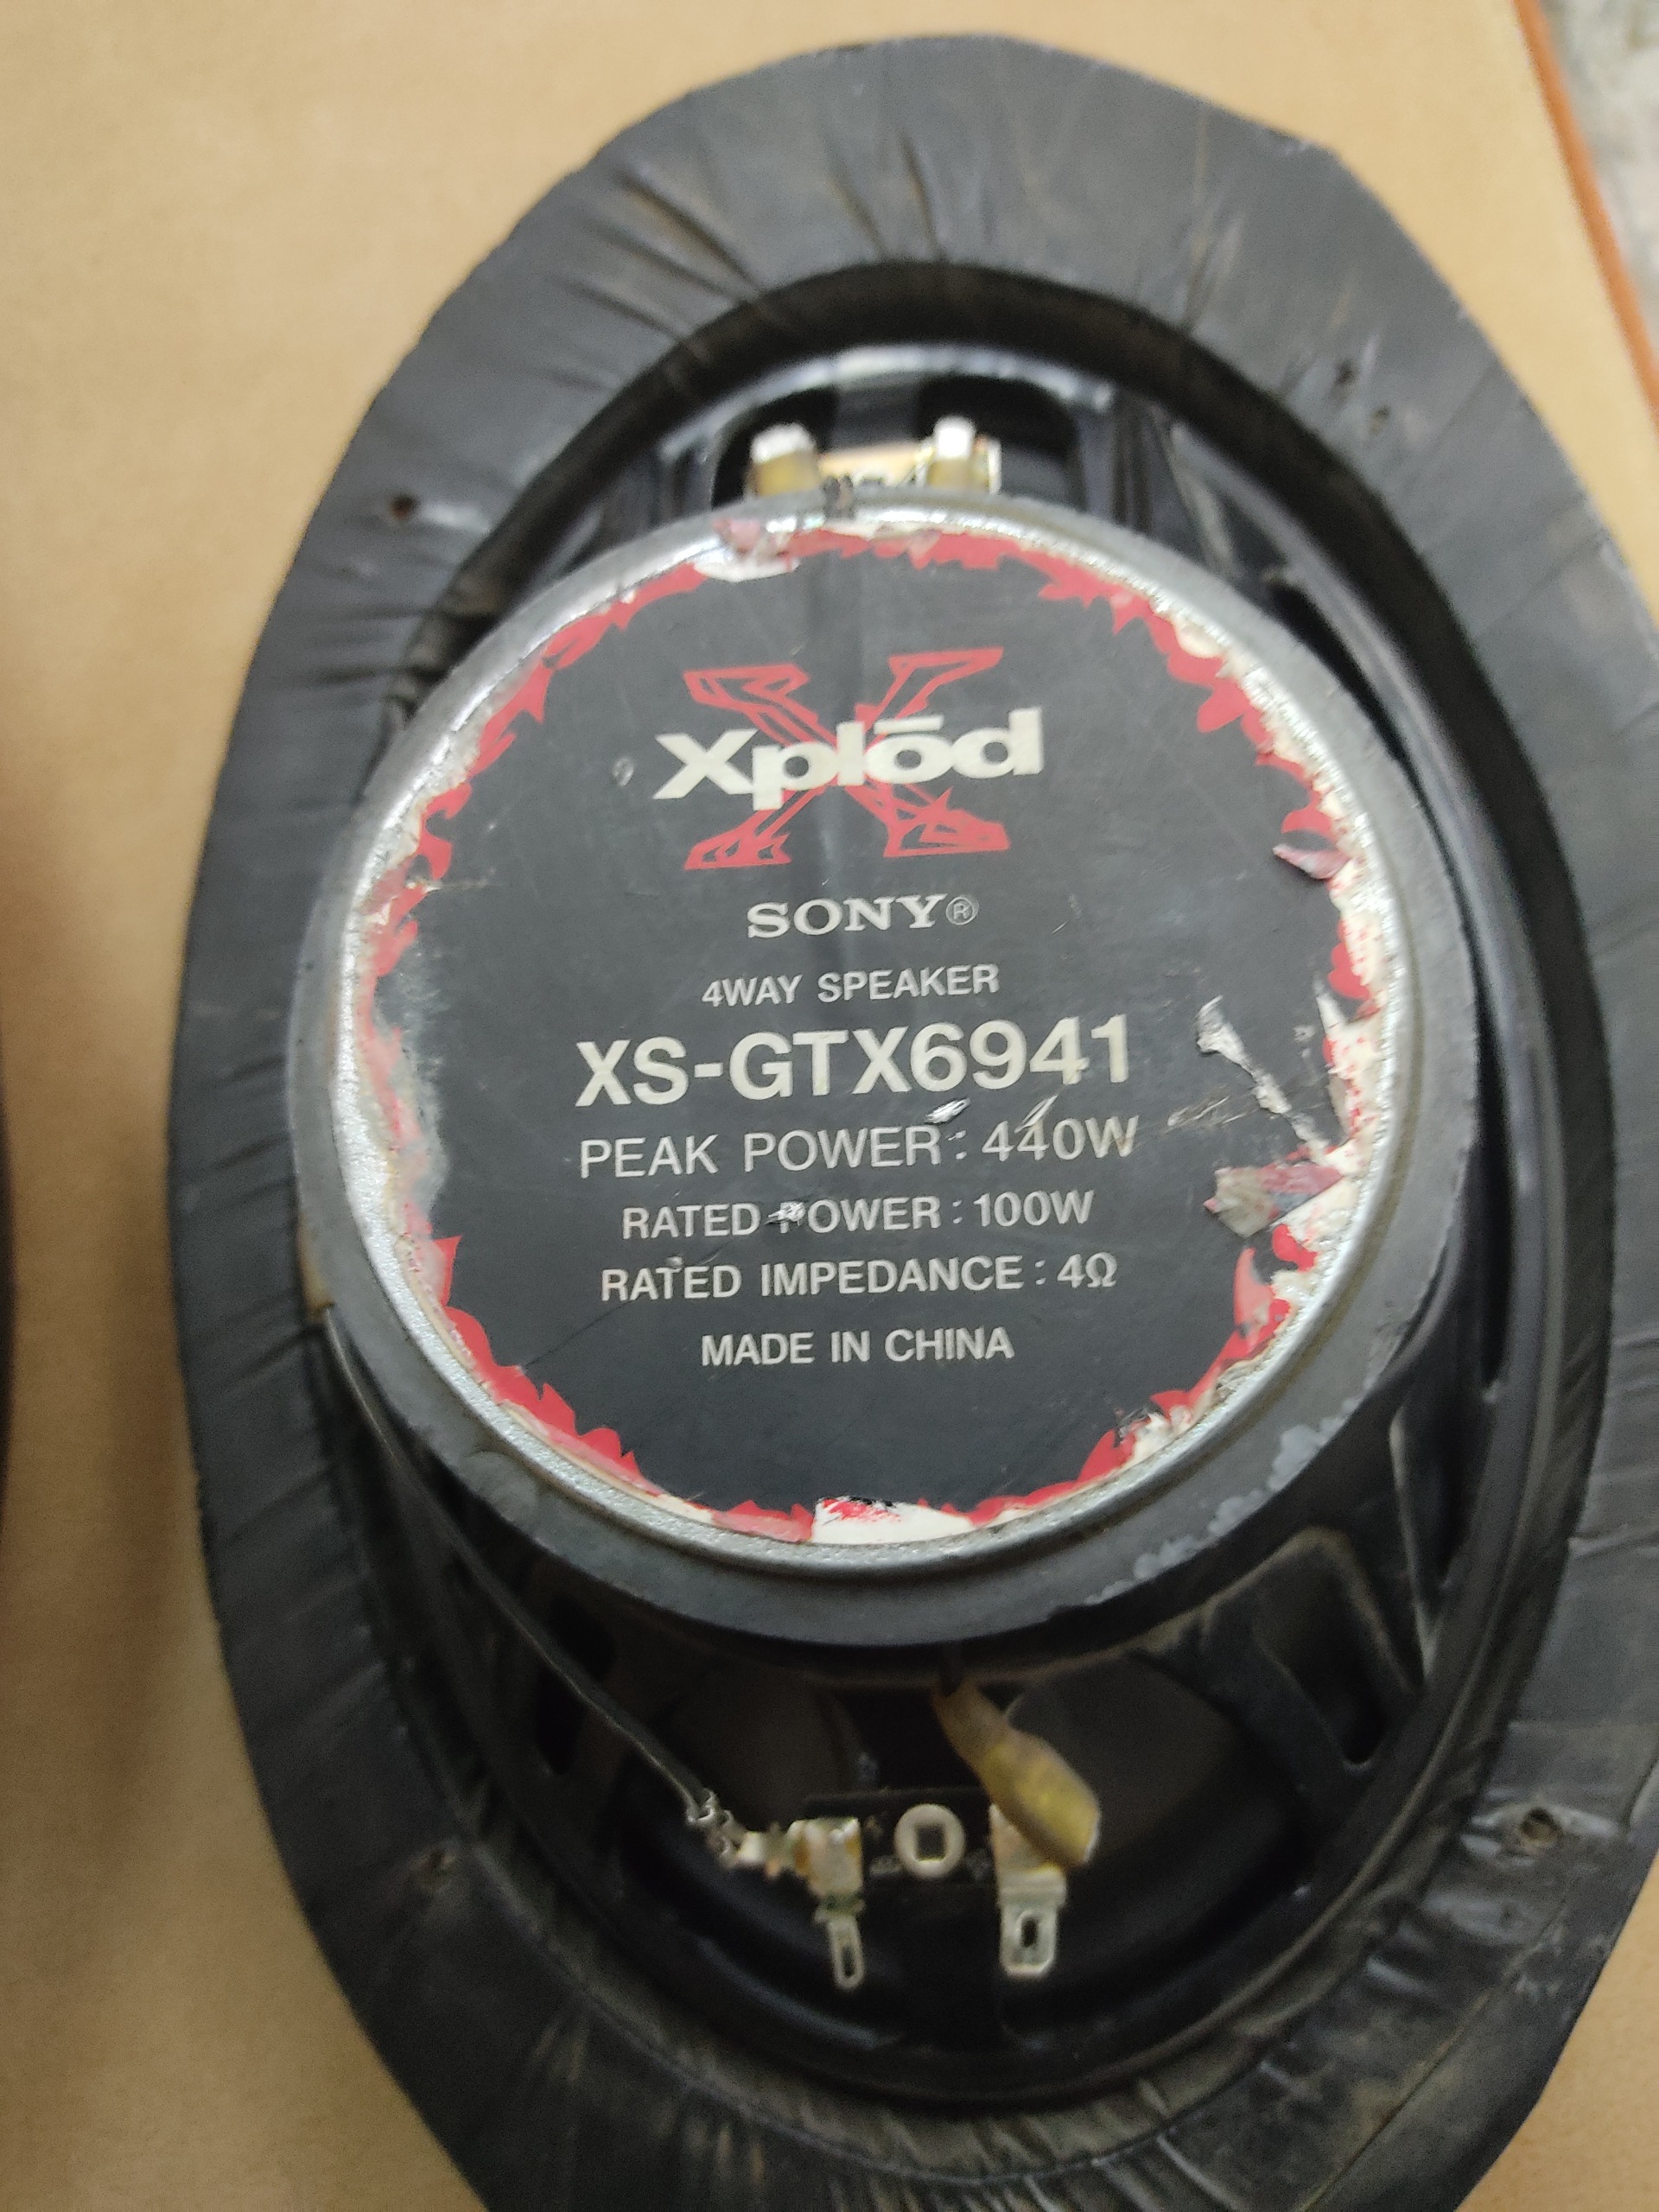 Xplōd
SONY®
4WAY SPEAKER
XS-GTX6941
PEAK POWER : 440W
RATED POWER : 100W
RATED IMPEDANCE : 4Ω
MADE IN CHINA